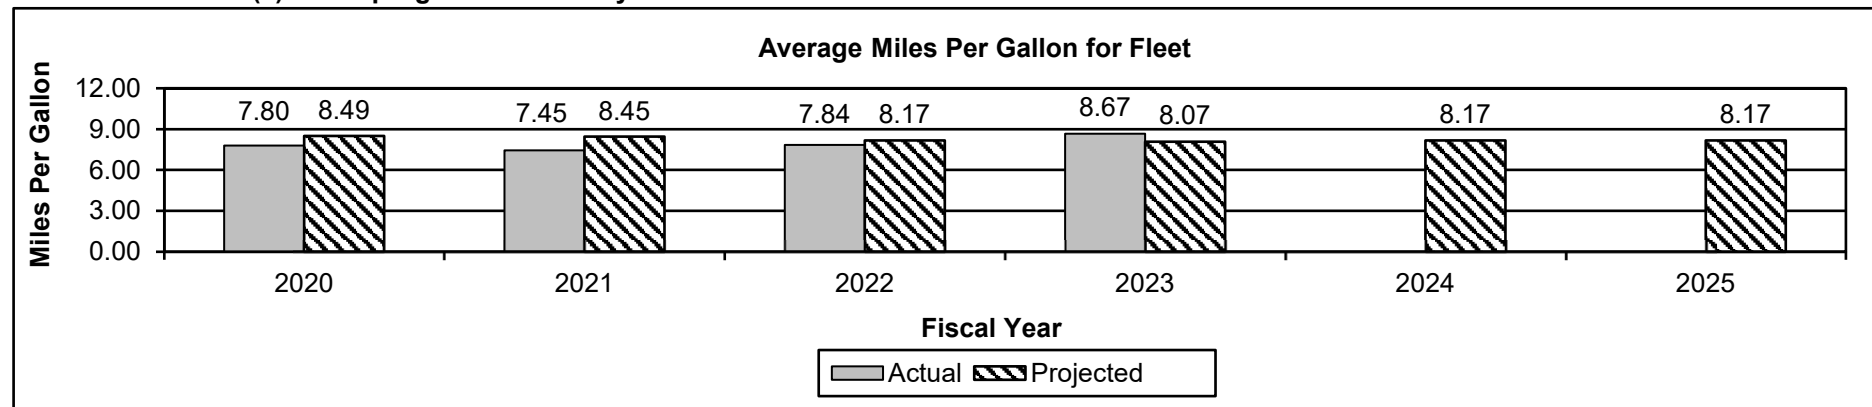 Average Miles Per Gallon for Fleet
Miles Per Gallon
12.00
9.00
6.00
3.00
0.00
7.80 8.49 7.45 8.45 7.84 8.17 8.67 8.07 8.17 8.17
2020 2021 2022 2023 2024 2025
Fiscal Year
Actual Projected